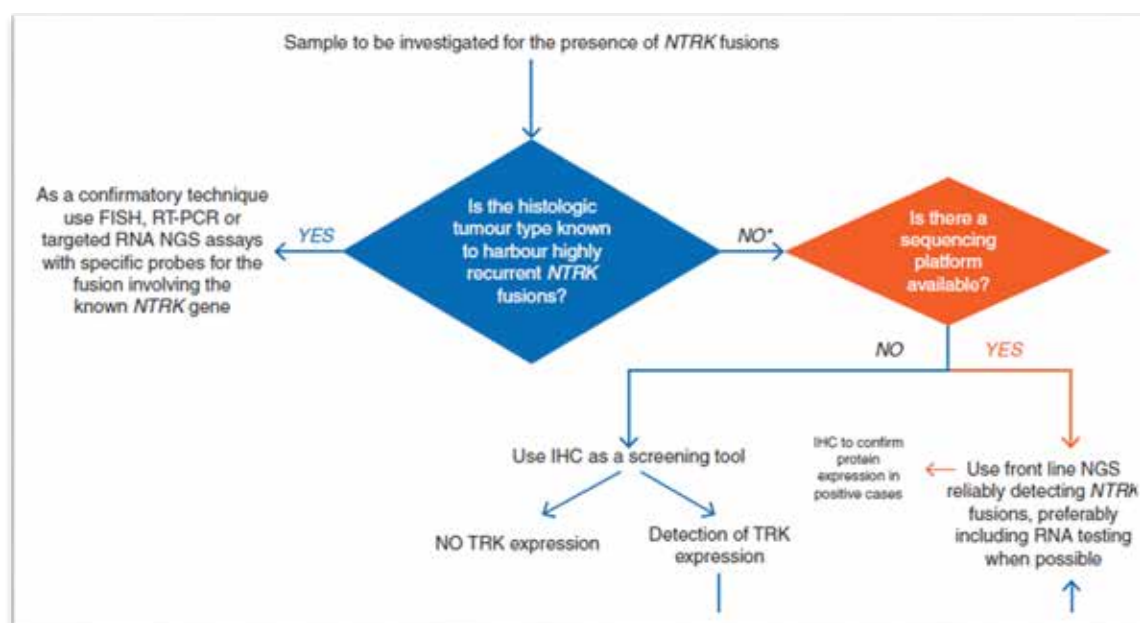 Sample to be investigated for the presence of NTRK fusions
As a confirmatory technique
use FISH, RT-PCR or
targeted RNA NGS assays
with specific probes for the
fusion involving the
known NTRK gene
YES
Is the histologic
tumour type known
to harbour highly
recurrent NTRK
fusions?
NO*
Is there a
sequencing
platform
available?
NO
YES
Use IHC as a screening tool
NO TRK expression
Detection of TRK
expression
IHC to confirm
protein
expression in
positive cases
Use front line NGS
reliably detecting NTRK
fusions, preferably
including RNA testing
when possible